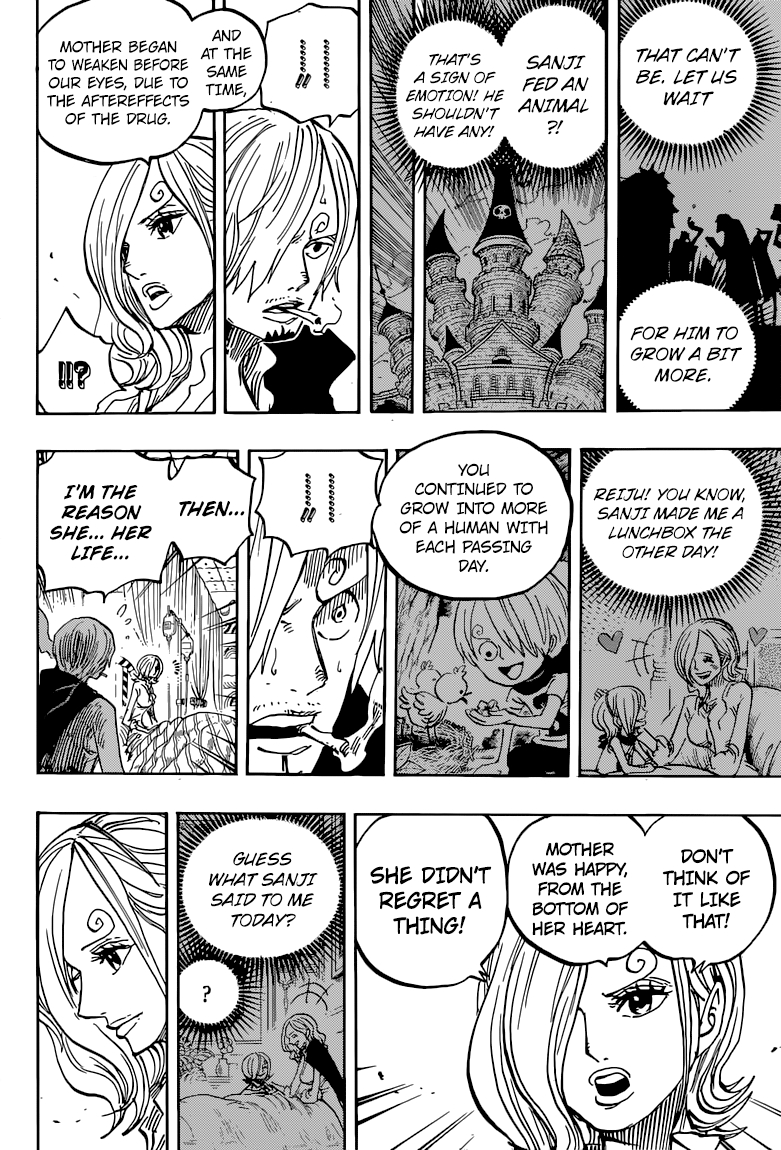 THAT CAN'T
BE. LET US
WAIT
FOR HIM TO
GROW A BIT
MORE.
SANJI
FED AN
ANIMAL
?!
THAT'S
A SIGN OF
EMOTION! HE
SHOULDN'T
HAVE ANY!
!!
AND
AT THE
SAME
TIME,
MOTHER BEGAN
TO WEAKEN BEFORE
OUR EYES, DUE TO
THE AFTEREFFECTS
OF THE DRUG.
!!?
REIJU! YOU KNOW,
SANJI MADE ME A
LUNCHBOX THE
OTHER DAY!
YOU
CONTINUED TO
GROW INTO MORE
OF A HUMAN WITH
EACH PASSING
DAY.
!!
THEN...
I'M THE
REASON
SHE... HER
LIFE...
DON'T
THINK OF
IT LIKE
THAT!
MOTHER
WAS HAPPY,
FROM THE
BOTTOM OF
HER HEART.
SHE DIDN'T
REGRET A
THING!
GUESS
WHAT SANJI
SAID TO ME
TODAY?
?